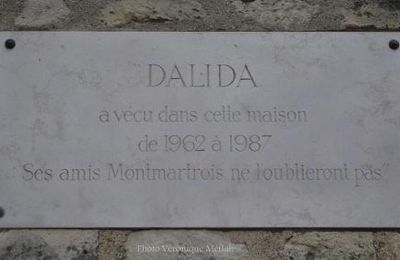 DALIDA
a vécu dans cette maison
de 1962 à 1987
"Ses amis Montmartrois ne l'oublieront pas"
Photo Véronique